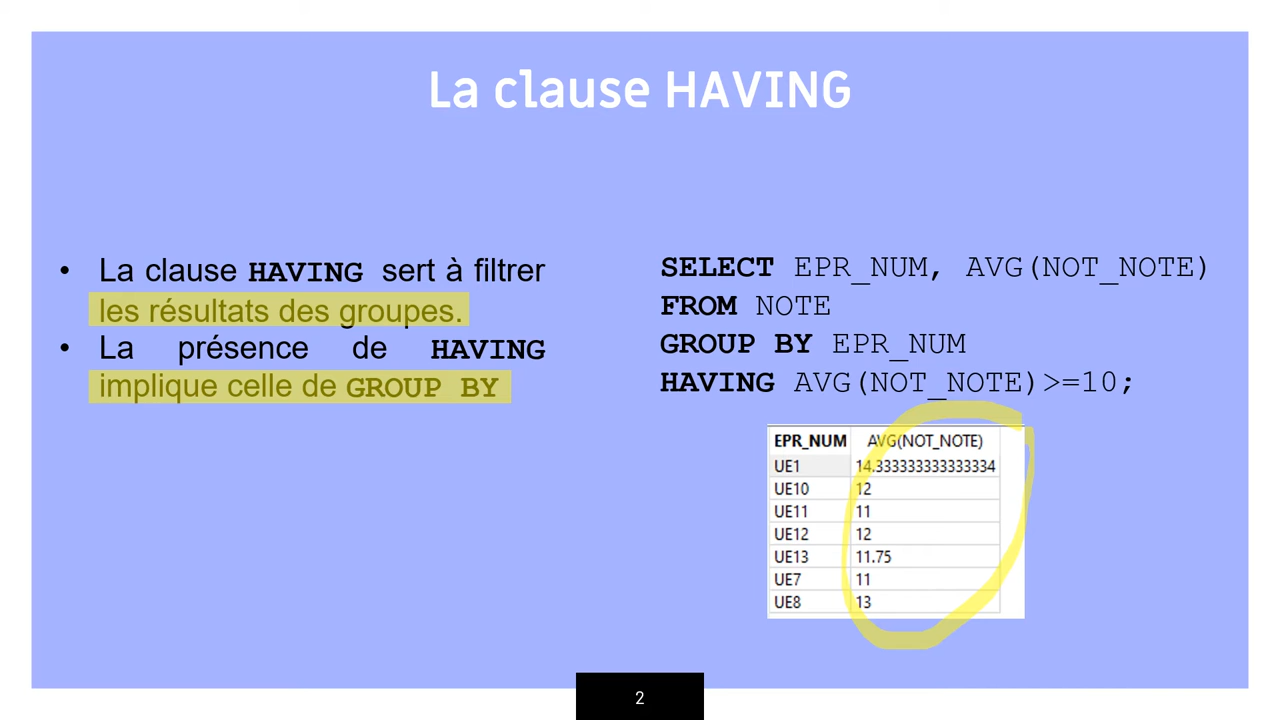 La clause HAVING
• La clause HAVING sert à filtrer
les résultats des groupes.
• La présence de HAVING
implique celle de GROUP BY
SELECT EPR_NUM, AVG(NOT_NOTE)
FROM NOTE
GROUP BY EPR_NUM
HAVING AVG(NOT_NOTE)>=10;
EPR_NUM AVG(NOT_NOTE)
UE1 14.333333333333334
UE10 12
UE11 11
UE12 12
UE13 11.75
UE7 11
UE8 13
2